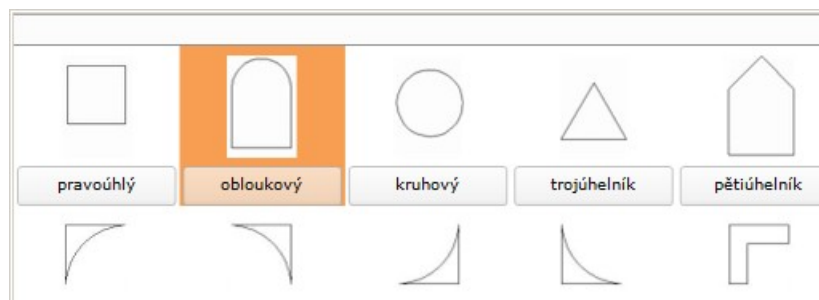 pravoúhlý
obloukový
kruhový
trojúhelník
pětiúhelník